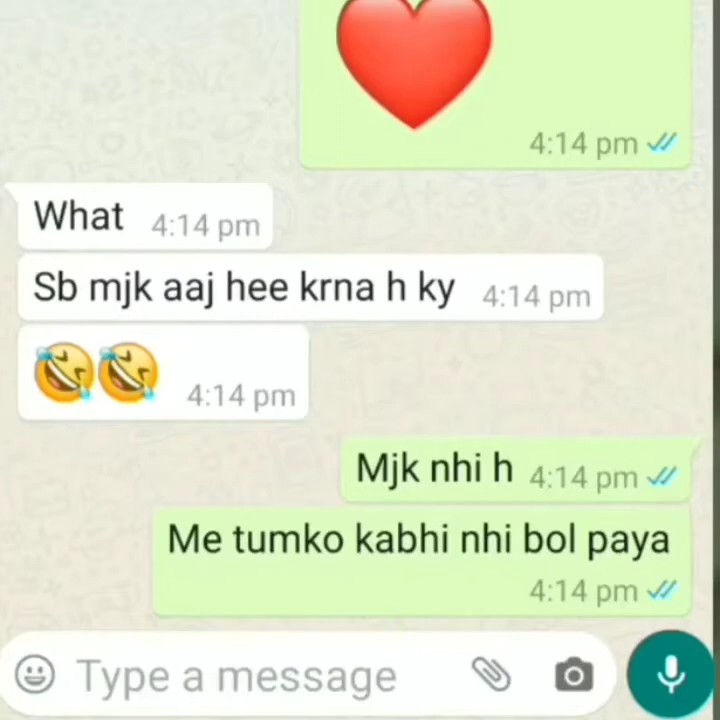 4:14 pm
What 4:14 pm
Sb mjk aaj hee krna h ky 4:14 pm
4:14 pm
Mjk nhi h 4:14 pm
Me tumko kabhi nhi bol paya
4:14 pm
Type a message